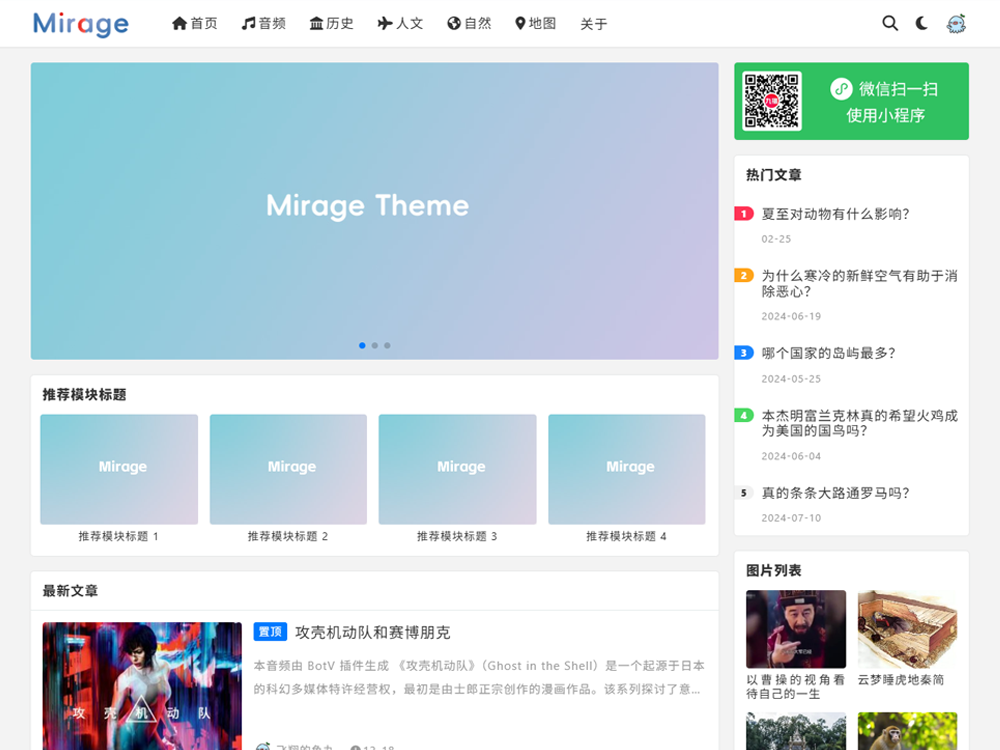 Mirage 首页 音频 历史 人文 自然 地图 关于
Mirage Theme
微信扫一扫
使用小程序
热门文章
1 夏至对动物有什么影响？
02-25
2 为什么寒冷的新鲜空气有助于消
除恶心？
2024-06-19
3 哪个国家的岛屿最多？
2024-05-25
4 本杰明富兰克林真的希望火鸡成
为美国的国鸟吗？
2024-06-04
5 真的条条大路通罗马吗？
2024-07-10
推荐模块标题
Mirage Mirage Mirage Mirage
推荐模块标题 1 推荐模块标题 2 推荐模块标题 3 推荐模块标题 4
最新文章
置顶 攻壳机动队和赛博朋克
本音频由 BotV 插件生成 《攻壳机动队》（Ghost in the Shell）是一个起源于日本
的科幻多媒体特许经营权，最初是由士郎正宗创作的漫画作品。该系列探讨了意...
攻 壳 机 动 队
12-18
图片列表
以曹操的视角看
待自己的一生
云梦睡虎地秦简